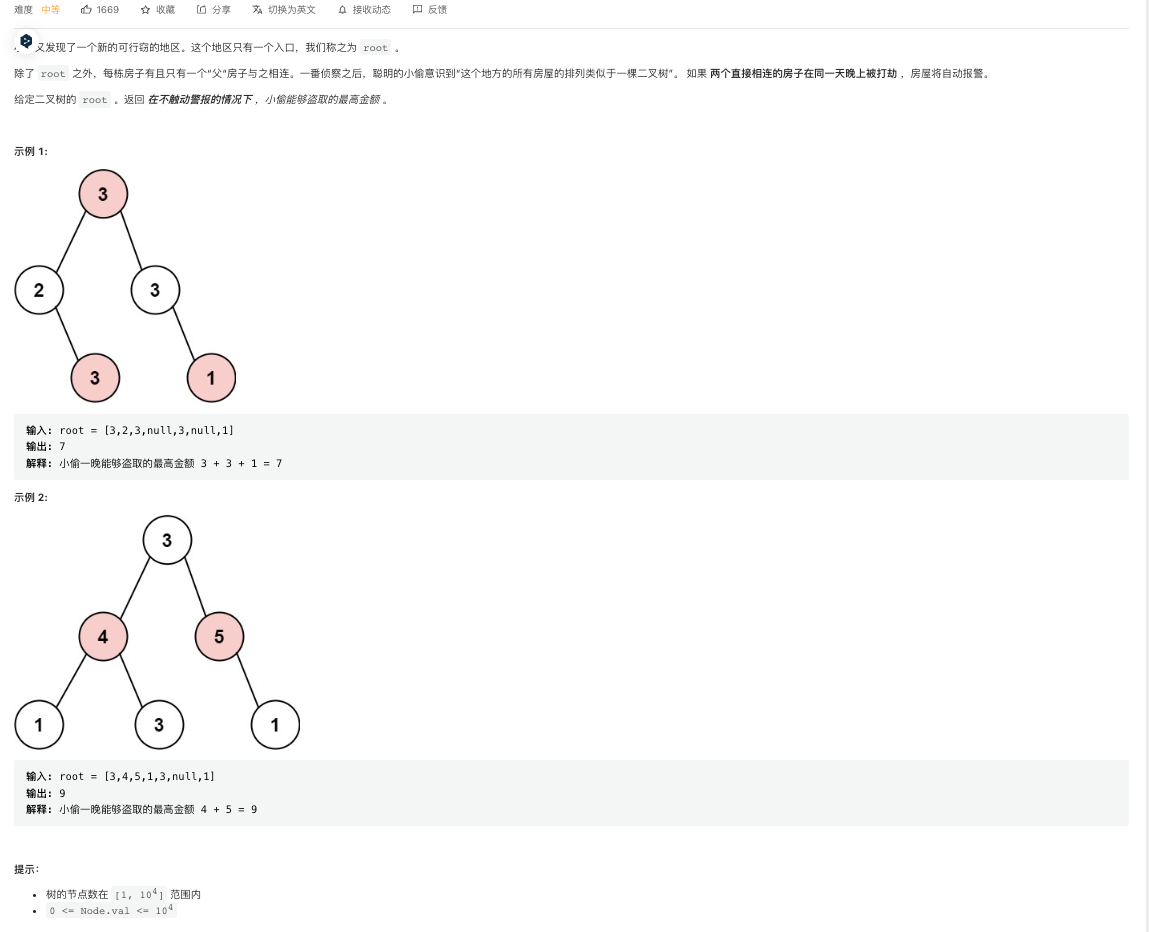 难度 中等 1669 收藏 分享 切换为英文 接收动态 反馈
又发现了一个新的可行窃的地区。这个地区只有一个入口，我们称之为 root 。
除了 root 之外，每栋房子有且只有一个“父”房子与之相连。一番侦察之后，聪明的小偷意识到“这个地方的所有房屋的排列类似于一棵二叉树”。 如果 两个直接相连的房子在同一天晚上被打劫 ，房屋将自动报警。
给定二叉树的 root 。返回 在不触动警报的情况下 ，小偷能够盗取的最高金额 。
示例 1:
3
2 3
3 1
输入: root = [3,2,3,null,3,null,1]
输出: 7
解释: 小偷一晚能够盗取的最高金额 3 + 3 + 1 = 7
示例 2:
3
4 5
1 3 1
输入: root = [3,4,5,1,3,null,1]
输出: 9
解释: 小偷一晚能够盗取的最高金额 4 + 5 = 9
提示：
• 树的节点数在 [1, 10⁴] 范围内
• 0 <= Node.val <= 10⁴